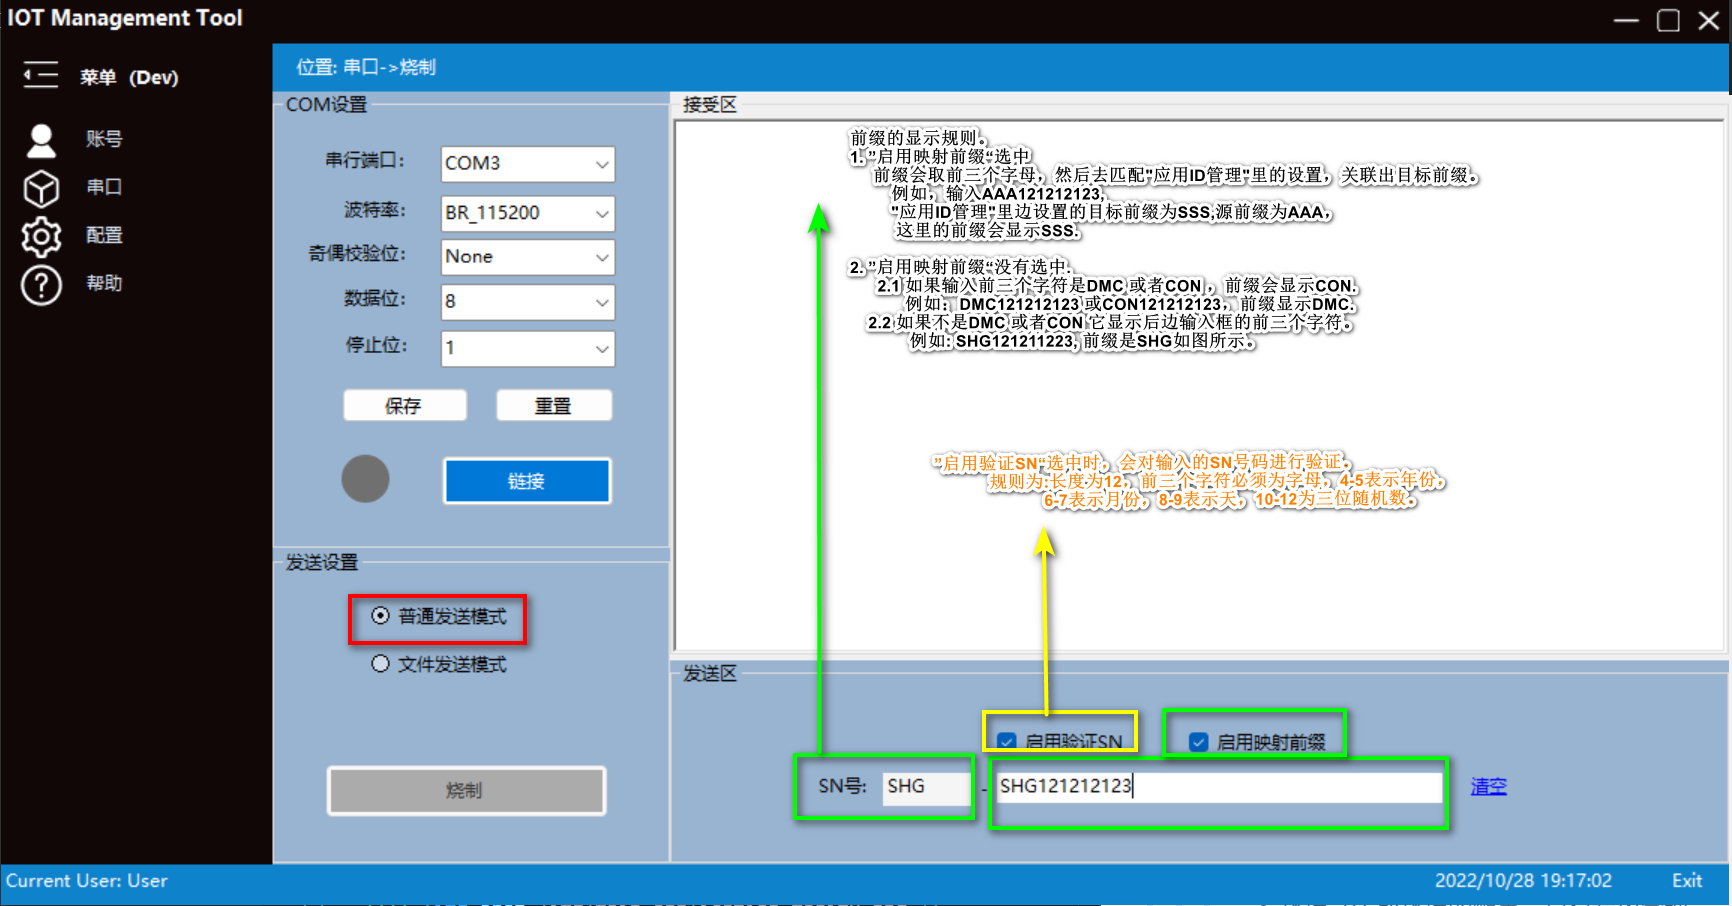 IOT Management Tool
菜单 (Dev)
账号
串口
配置
帮助
位置: 串口->烧制
COM设置
串行端口:
COM3
波特率:
BR_115200
奇偶校验位:
None
数据位:
8
停止位:
1
保存
重置
链接
发送设置
普通发送模式
文件发送模式
烧制
接受区
前缀的显示规则。
1. ”启用映射前缀“选中
前缀会取前三个字母，然后去匹配"应用ID管理"里的设置，关联出目标前缀。
例如，输入AAA121212123,
"应用ID管理"里边设置的目标前缀为SSS,源前缀为AAA，
这里的前缀会显示SSS.
2. ”启用映射前缀“没有选中:
2.1 如果输入前三个字符是DMC 或者CON ，前缀会显示CON.
例如：DMC121212123 或CON121212123，前缀显示DMC.
2.2 如果不是DMC 或者CON 它显示后边输入框的前三个字符。
例如: SHG121211223, 前缀是SHG如图所示。
”启用验证SN“选中时，会对输入的SN号码进行验证。
规则为:长度为12，前三个字符必须为字母，4-5表示年份，
6-7表示月份，8-9表示天，10-12为三位随机数。
发送区
启用验证SN
启用映射前缀
SN号:
SHG
-
SHG121212123
清空
Current User: User
2022/10/28 19:17:02
Exit